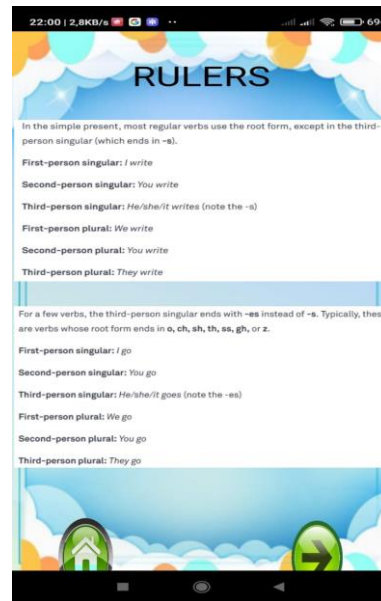 22:00 | 2,8KB/s
69
RULERS
In the simple present, most regular verbs use the root form, except in the third-
person singular (which ends in -s).
First-person singular: I write
Second-person singular: You write
Third-person singular: He/she/it writes (note the -s)
First-person plural: We write
Second-person plural: You write
Third-person plural: They write
For a few verbs, the third-person singular ends with -es instead of -s. Typically, thes
are verbs whose root form ends in o, ch, sh, th, ss, gh, or z.
First-person singular: I go
Second-person singular: You go
Third-person singular: He/she/it goes (note the -es)
First-person plural: We go
Second-person plural: You go
Third-person plural: They go